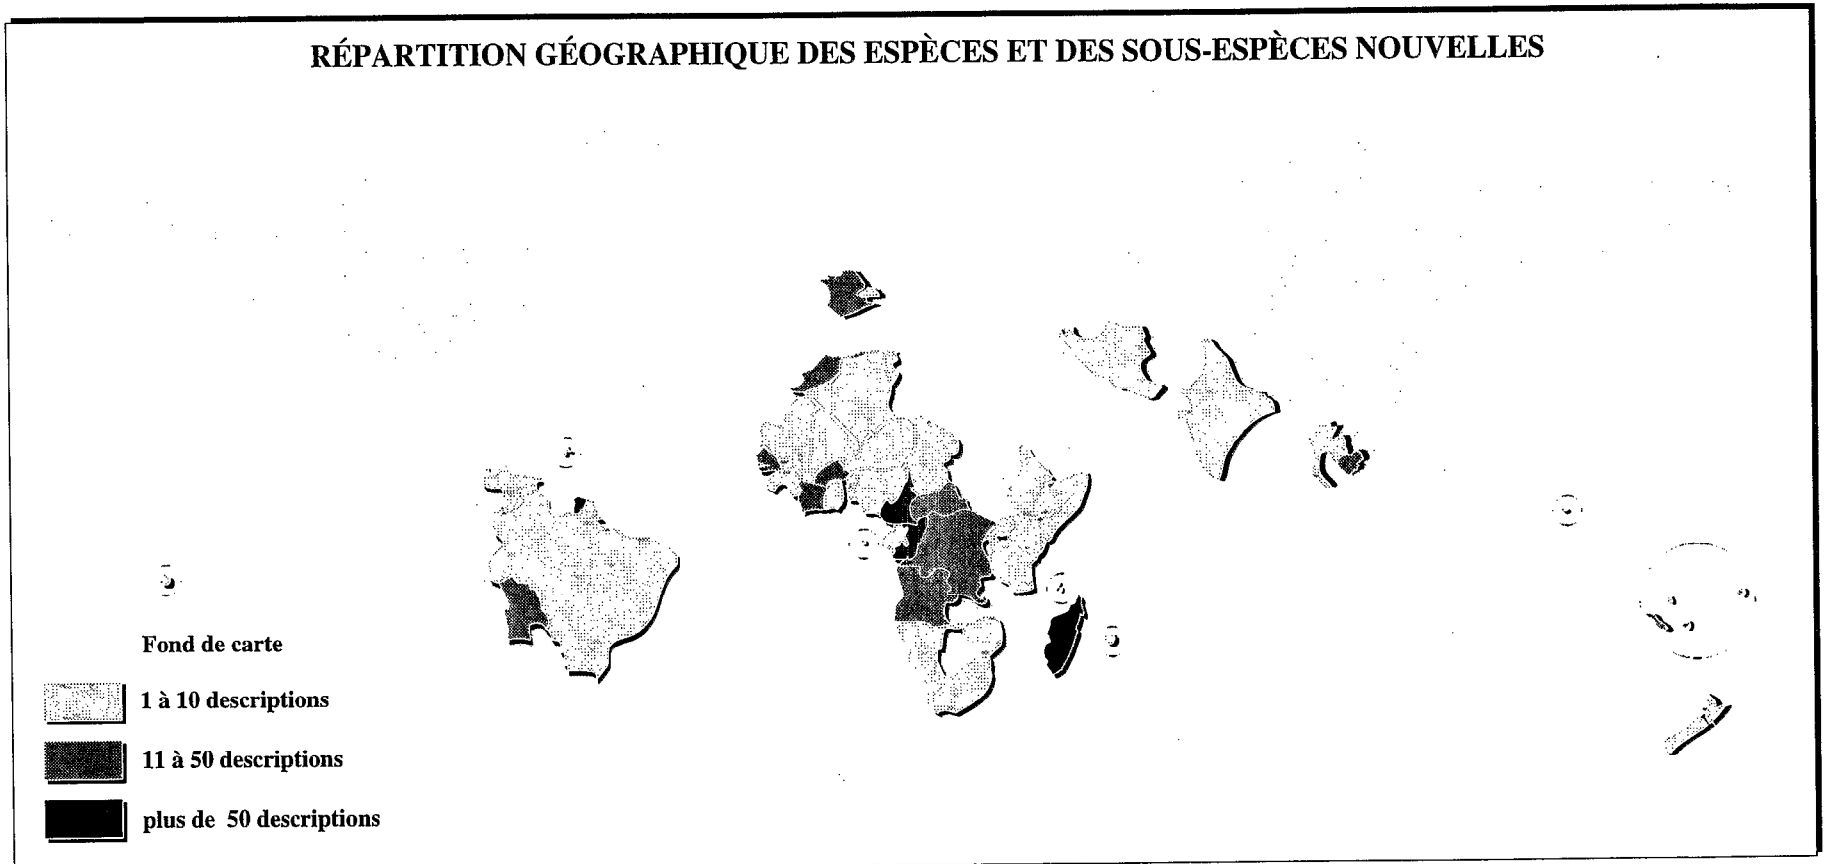 RÉPARTITION GÉOGRAPHIQUE DES ESPÈCES ET DES SOUS-ESPÈCES NOUVELLES
Fond de carte
1 à 10 descriptions
11 à 50 descriptions
plus de 50 descriptions